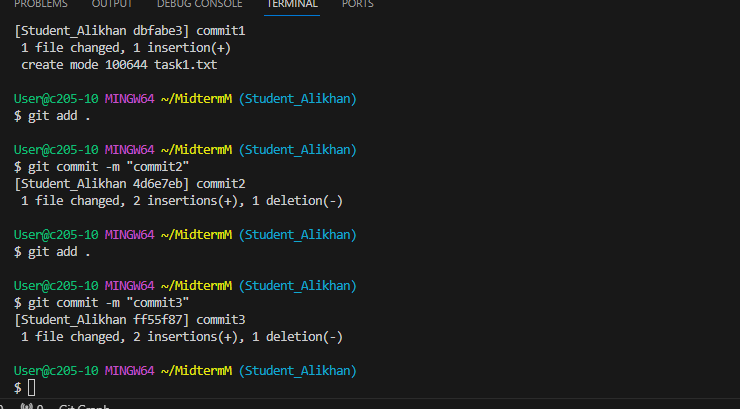 PROBLEMS OUTPUT DEBUG CONSOLE TERMINAL PORTS
[Student_Alikhan dbfabe3] commit1
1 file changed, 1 insertion(+)
create mode 100644 task1.txt
User@c205-10 MINGW64 ~/MidtermM (Student_Alikhan)
$ git add .
User@c205-10 MINGW64 ~/MidtermM (Student_Alikhan)
$ git commit -m "commit2"
[Student_Alikhan 4d6e7eb] commit2
1 file changed, 2 insertions(+), 1 deletion(-)
User@c205-10 MINGW64 ~/MidtermM (Student_Alikhan)
$ git add .
User@c205-10 MINGW64 ~/MidtermM (Student_Alikhan)
$ git commit -m "commit3"
[Student_Alikhan ff55f87] commit3
1 file changed, 2 insertions(+), 1 deletion(-)
User@c205-10 MINGW64 ~/MidtermM (Student_Alikhan)
$
0 Git Graph